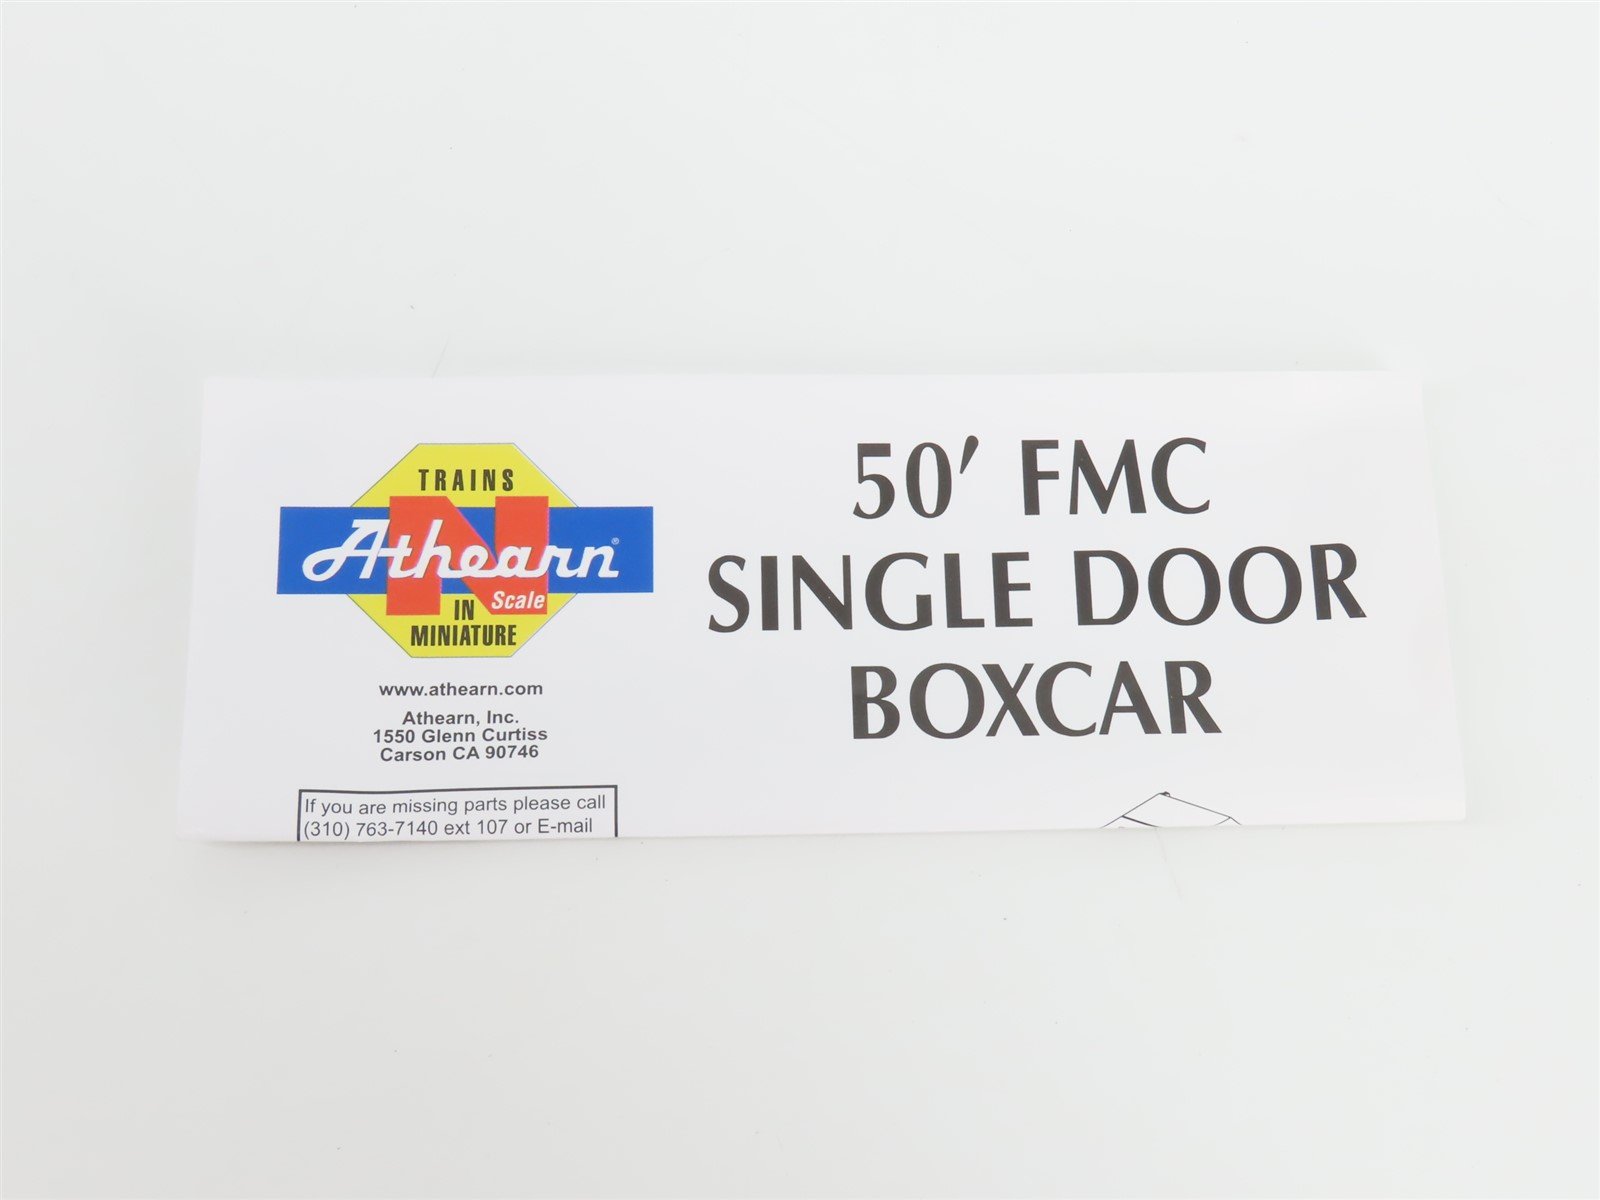 TRAINS
N
Athearn®
Scale
IN
MINIATURE
www.athearn.com
Athearn, Inc.
1550 Glenn Curtiss
Carson CA 90746
If you are missing parts please call
(310) 763-7140 ext 107 or E-mail
50' FMC
SINGLE DOOR
BOXCAR